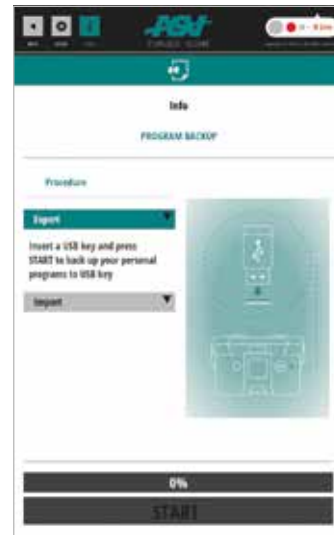 Info
PROGRAM BACKUP
Procedure
Export
Insert a USB key and press
START to back up your personal
programs to USB key
Import
0%
START